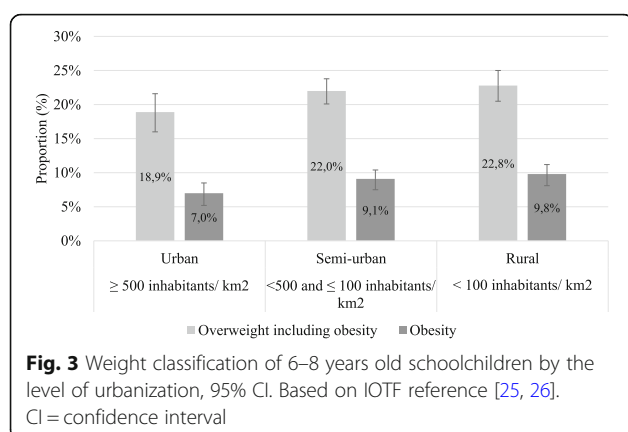 30%
25%
20%
15%
10%
5%
0%
Proportion (%)
18,9%
7,0%
22,0%
9,1%
22,8%
9,8%
Urban
Semi-urban
Rural
≥ 500 inhabitants/ km2
<500 and ≤ 100 inhabitants/
km2
< 100 inhabitants/ km2
Overweight including obesity
Obesity
Fig. 3 Weight classification of 6–8 years old schoolchildren by the
level of urbanization, 95% CI. Based on IOTF reference [25, 26].
CI = confidence interval